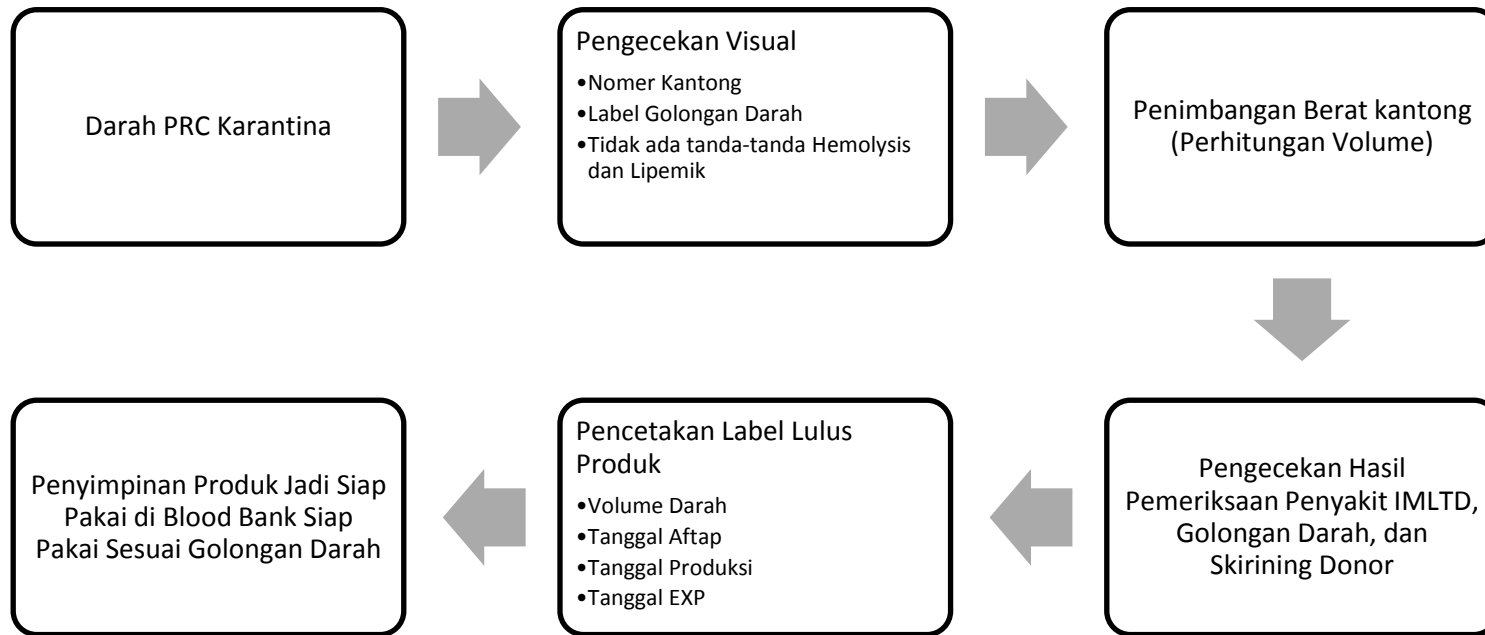 Darah PRC Karantina
Pengecekan Visual
•Nomer Kantong
•Label Golongan Darah
•Tidak ada tanda-tanda Hemolysis
dan Lipemik
Penimbangan Berat kantong
(Perhitungan Volume)
Pengecekan Hasil
Pemeriksaan Penyakit IMLTD,
Golongan Darah, dan
Skirining Donor
Pencetakan Label Lulus
Produk
•Volume Darah
•Tanggal Aftap
•Tanggal Produksi
•Tanggal EXP
Penyimpinan Produk Jadi Siap
Pakai di Blood Bank Siap
Pakai Sesuai Golongan Darah